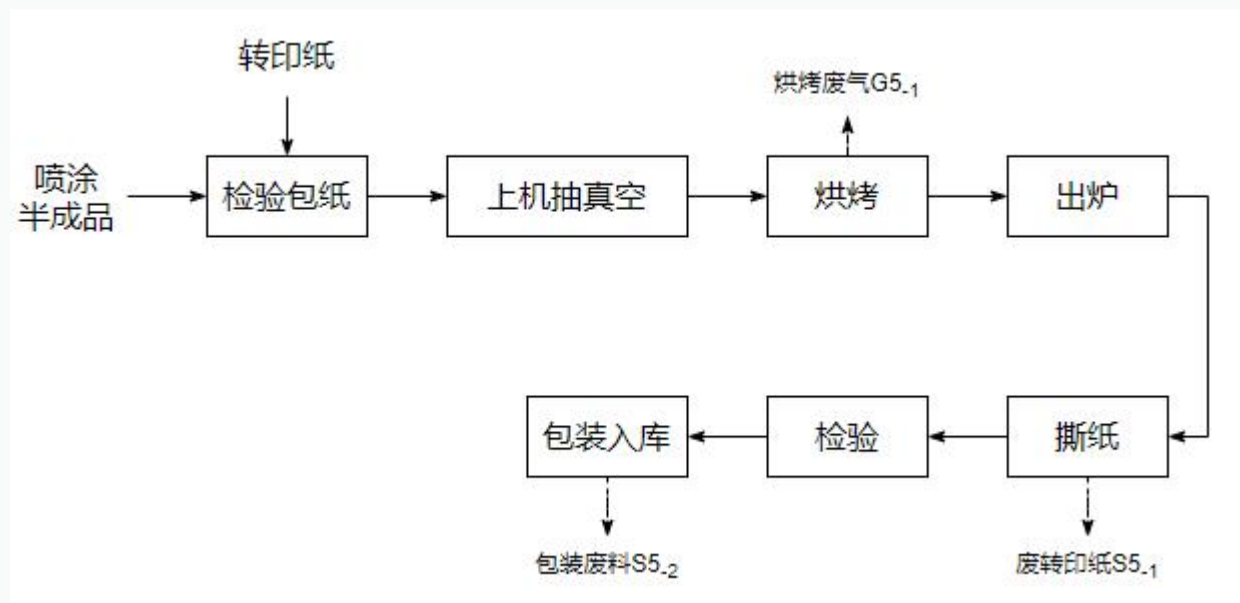 转印纸
烘烤废气G5-1
喷涂
半成品
检验包纸
上机抽真空
烘烤
出炉
包装入库
检验
撕纸
包装废料S5-2
废转印纸S5-1